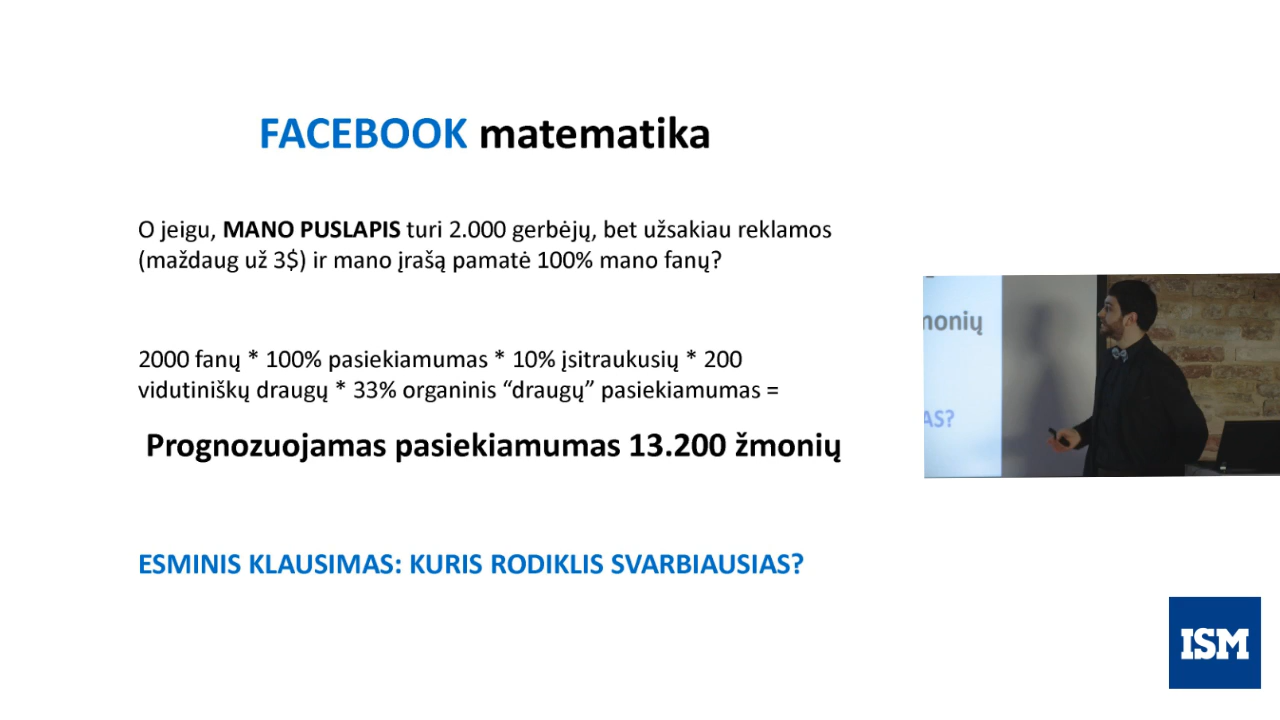 FACEBOOK matematika
O jeigu, MANO PUSLAPIS turi 2.000 gerbėjų, bet užsakiau reklamos
(maždaug už 3$) ir mano įrašą pamatė 100% mano fanų?
2000 fanų * 100% pasiekiamumas * 10% įsitraukusių * 200
vidutiniškų draugų * 33% organinis “draugų” pasiekiamumas =
Prognozuojamas pasiekiamumas 13.200 žmonių
monių
AS?
ESMINIS KLAUSIMAS: KURIS RODIKLIS SVARBIAUSIAS?
ISM